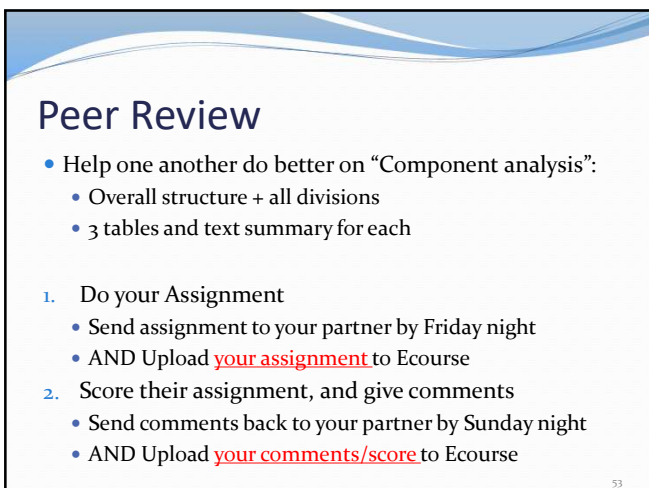 Peer Review
• Help one another do better on “Component analysis”:
• Overall structure + all divisions
• 3 tables and text summary for each
1. Do your Assignment
• Send assignment to your partner by Friday night
• AND Upload your assignment to Ecourse
2. Score their assignment, and give comments
• Send comments back to your partner by Sunday night
• AND Upload your comments/score to Ecourse
53